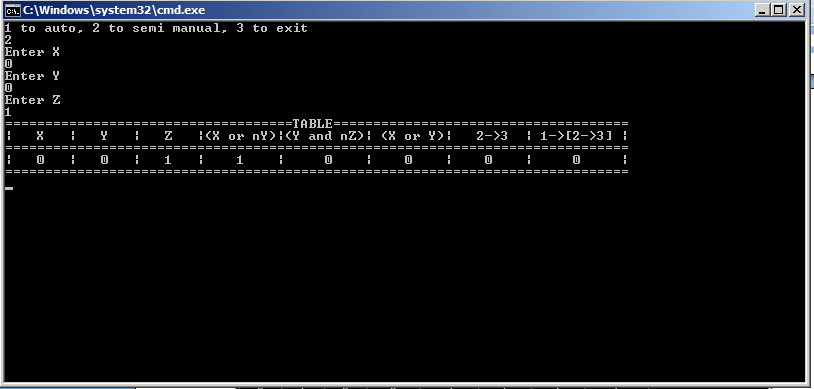 C:\Windows\system32\cmd.exe
1 to auto, 2 to semi manual, 3 to exit
2
Enter X
0
Enter Y
0
Enter Z
1
===================================TABLE====================================
¦ X ¦ Y ¦ Z ¦(X or nY)¦(Y and nZ)¦ (X or Y)¦ 2->3 ¦ 1->[2->3] ¦
============================================================================
¦ 0 ¦ 0 ¦ 1 ¦ 1 ¦ 0 ¦ 0 ¦ 0 ¦ 0 ¦
============================================================================